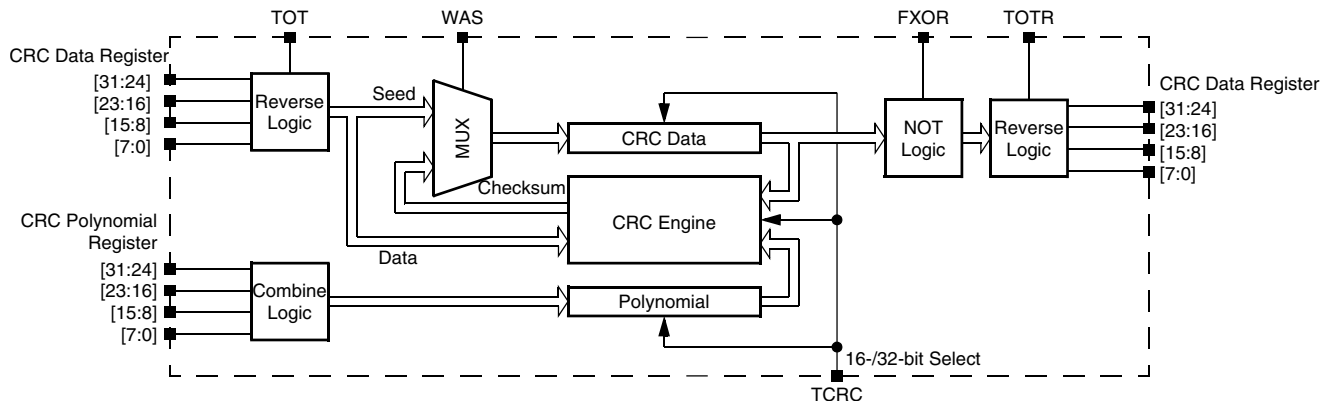 TOT
WAS
FXOR
TOTR
CRC Data Register
[31:24]
[23:16]
[15:8]
[7:0]
Reverse
Logic
Seed
MUX
CRC Data
NOT
Logic
Reverse
Logic
CRC Data Register
[31:24]
[23:16]
[15:8]
[7:0]
Checksum
CRC Engine
Data
CRC Polynomial
Register
[31:24]
[23:16]
[15:8]
[7:0]
Combine
Logic
Polynomial
16-/32-bit Select
TCRC